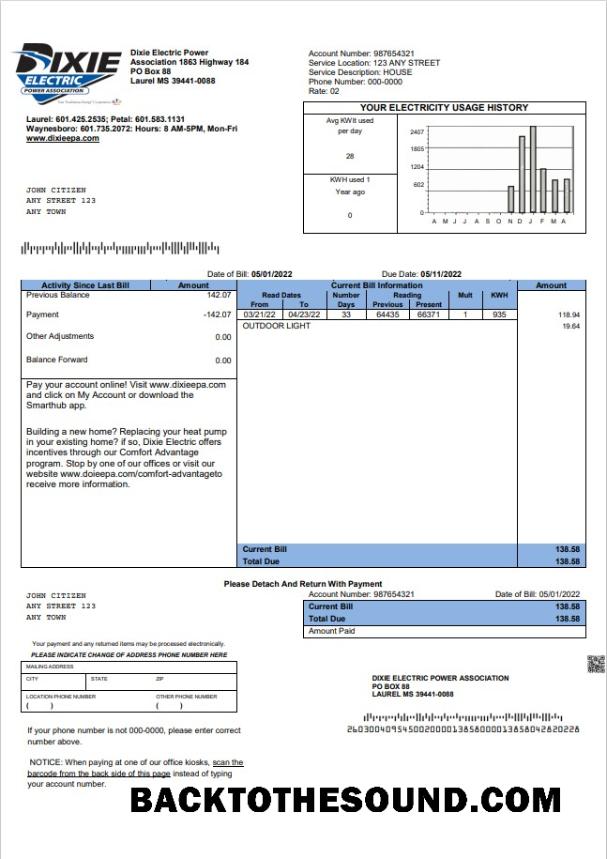 DIXIE
ELECTRIC
POWER ASSOCIATION
Dixie Electric Power
Association 1863 Highway 184
PO Box 88
Laurel MS 39441-0088
Laurel: 601.425.2535; Petal: 601.583.1131
Waynesboro: 601.735.2072: Hours: 8 AM-5PM, Mon-Fri
www.dixieepa.com
Account Number: 987654321
Service Location: 123 ANY STREET
Service Description: HOUSE
Phone Number: 000-0000
Rate: 02
YOUR ELECTRICITY USAGE HISTORY
Avg KWIt used
per day
28
KWH used 1
Year ago
0
2407
1805
1204
602
A M J J A S O N D J F M A
JOHN CITIZEN
ANY STREET 123
ANY TOWN
Date of Bill: 05/01/2022 Due Date: 05/11/2022
Activity Since Last Bill Amount
Previous Balance 142.07
Payment -142.07
Other Adjustments 0.00
Balance Forward 0.00
Pay your account online! Visit www.dixieepa.com
and click on My Account or download the
Smarthub app.
Building a new home? Replacing your heat pump
in your existing home? if so, Dixie Electric offers
incentives through our Comfort Advantage
program. Stop by one of our offices or visit our
website www.doieepa.com/comfort-advantageto
receive more information.
Current Bill Information Amount
Read Dates Number Reading Mult KWH
From To Days Previous Present
03/21/22 04/23/22 33 64435 66371 1 935 118.94
OUTDOOR LIGHT 19.64
Current Bill 138.58
Total Due 138.58
Please Detach And Return With Payment
JOHN CITIZEN
ANY STREET 123
ANY TOWN
Account Number: 987654321 Date of Bill: 05/01/2022
Current Bill 138.58
Total Due 138.58
Amount Paid
Your payment and any returned items may be processed electronically.
PLEASE INDICATE CHANGE OF ADDRESS PHONE NUMBER HERE
MAILING ADDRESS
CITY STATE ZIP
LOCATION PHONE NUMBER OTHER PHONE NUMBER
( ) ( )
DIXIE ELECTRIC POWER ASSOCIATION
PO BOX 88
LAUREL MS 39441-0088
If your phone number is not 000-0000, please enter correct
number above.
NOTICE: When paying at one of our office kiosks, scan the
barcode from the back side of this page instead of typing
your account number.
BACKTOTHESOUND.COM